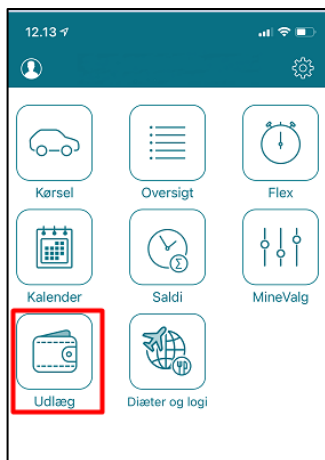 12.13
Kørsel Oversigt Flex
Kalender Saldi MineValg
Σ
Udlæg Diæter og logi